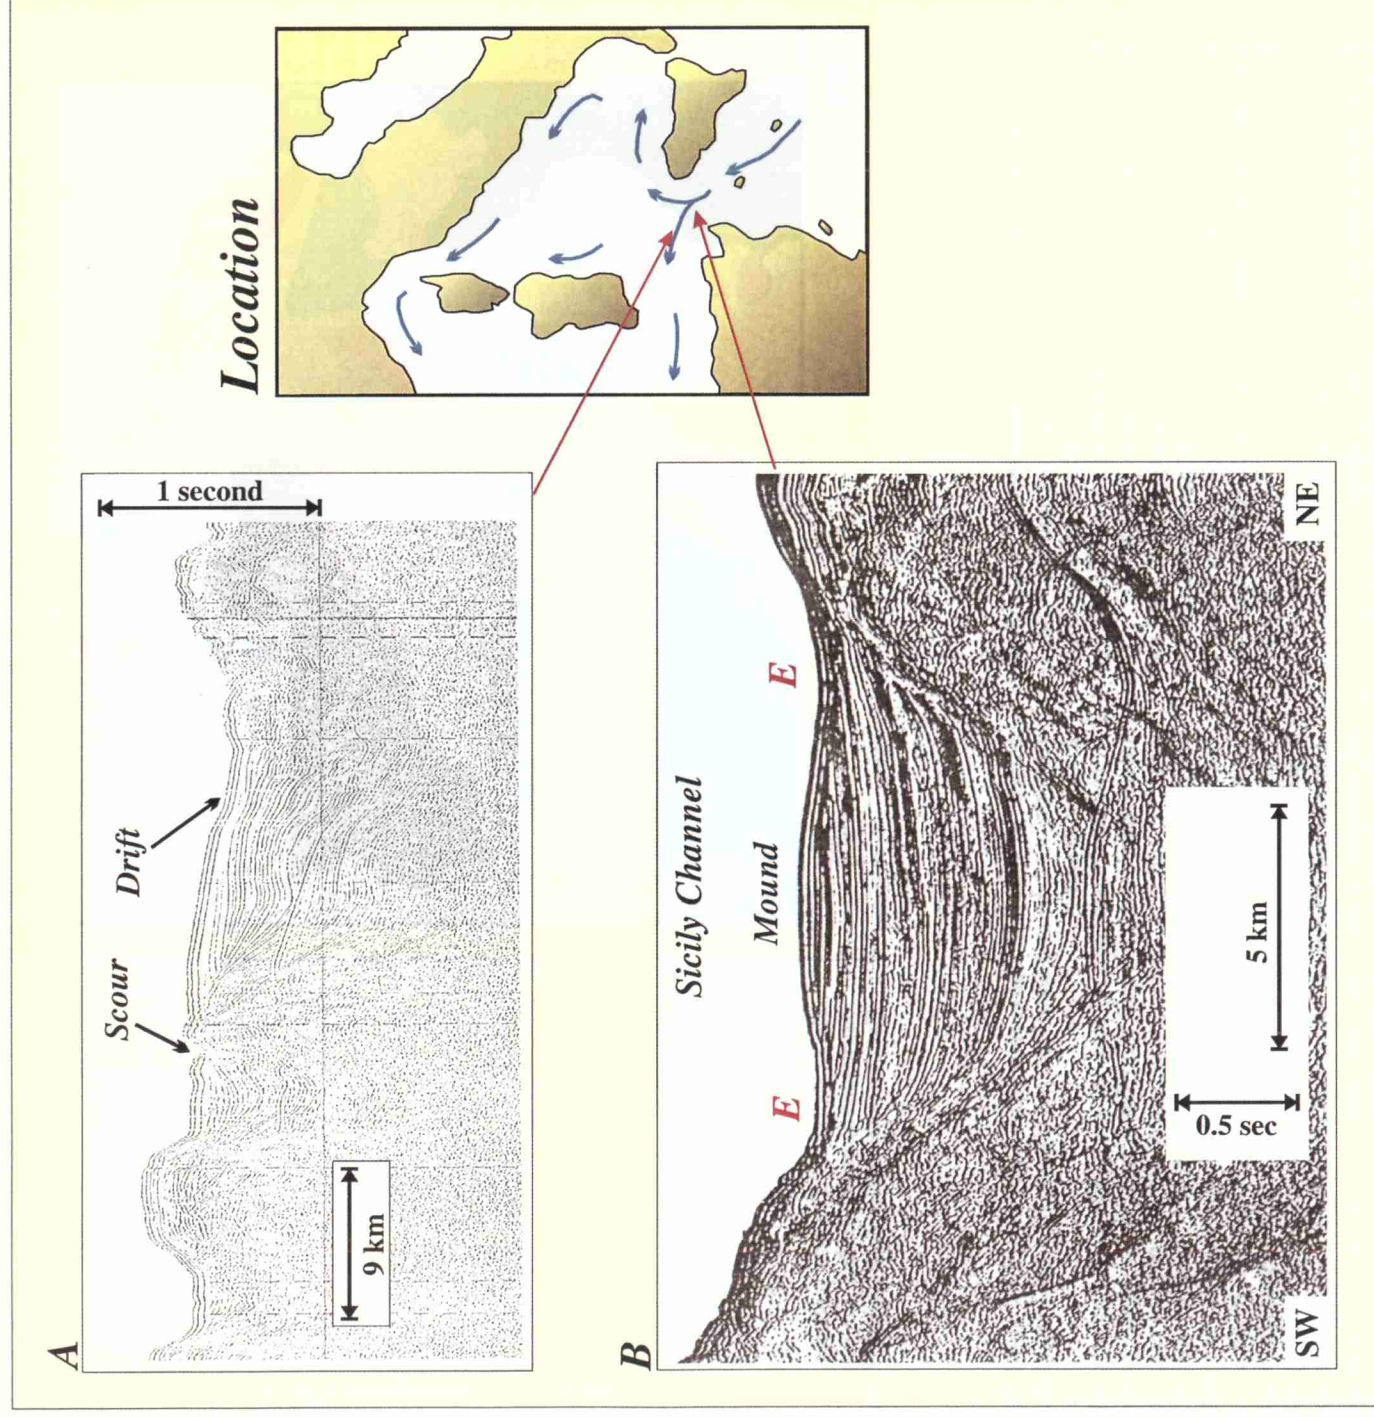 A
Scour
Drift
1 second
9 km
Location
B
Sicily Channel
E
Mound
E
0.5 sec
5 km
SW
NE